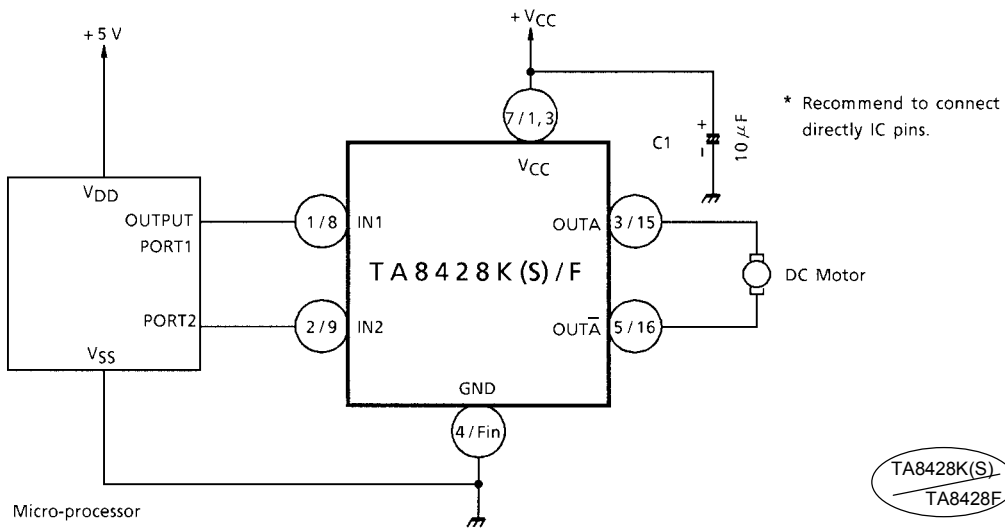 +5 V
+ VCC
7 / 1, 3
VCC
C1
+
-
10 μF
* Recommend to connect
directly IC pins.
VDD
OUTPUT
PORT1
PORT2
VSS
1 / 8
IN1
2 / 9
IN2
TA8428K(S)/F
OUTA
3 / 15
OUTA̅
5 / 16
DC Motor
GND
4 / Fin
Micro-processor
TA8428K(S)
TA8428F